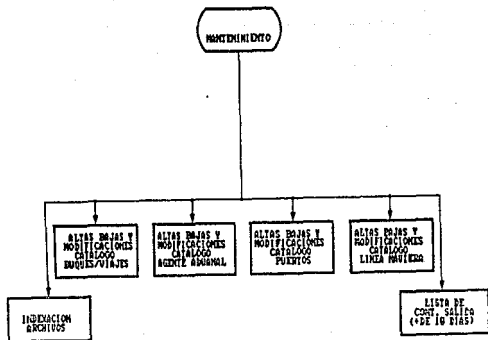 MANTENIMIENTO
ALTAS BAJAS Y
MODIFICACIONES
CATALOGO
BUQUES/VIAJES
ALTAS BAJAS Y
MODIFICACIONES
CATALOGO
AGENTE ADUANAL
ALTAS BAJAS Y
MODIFICACIONES
CATALOGO
PUERTOS
ALTAS BAJAS Y
MODIFICACIONES
CATALOGO
LINEA NAVIERA
INDEXACION
ARCHIVOS
LISTA DE
CONT. SALIDA
(+DE 10 DIAS)